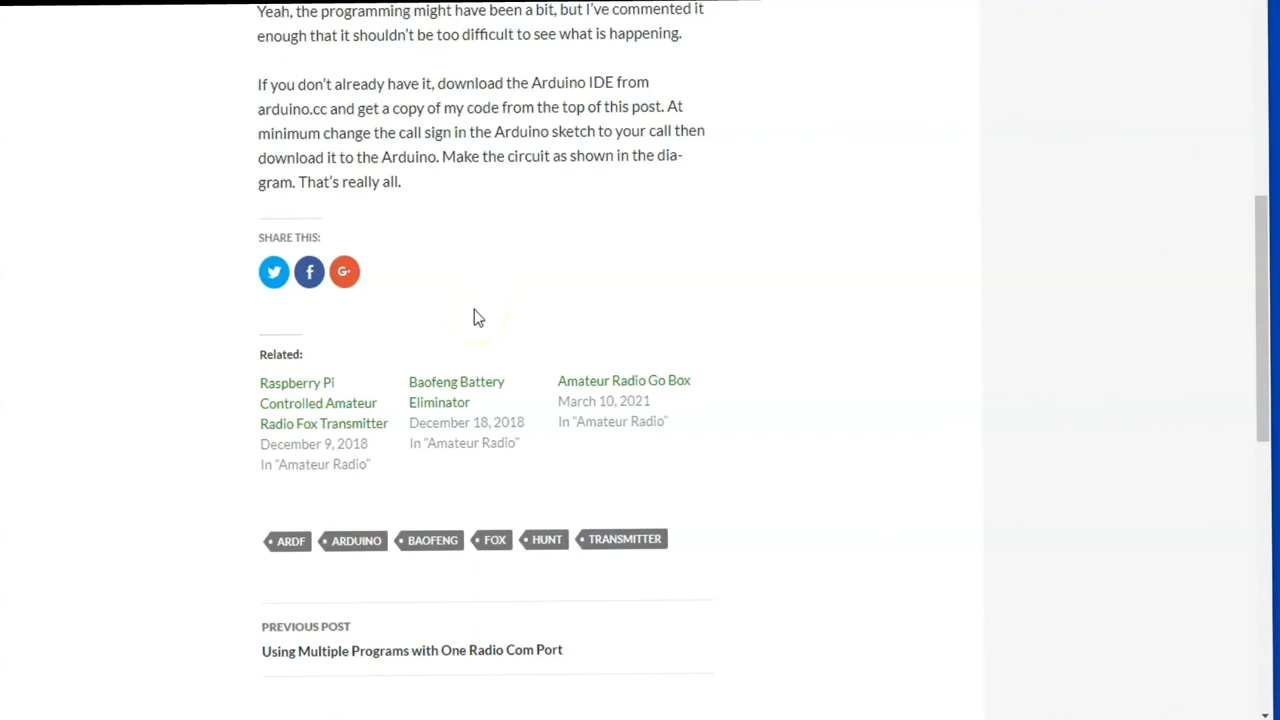 Yeah, the programming might have been a bit, but I've commented it
enough that it shouldn't be too difficult to see what is happening.
If you don't already have it, download the Arduino IDE from
arduino.cc and get a copy of my code from the top of this post. At
minimum change the call sign in the Arduino sketch to your call then
download it to the Arduino. Make the circuit as shown in the dia-
gram. That's really all.
SHARE THIS:
Related:
Raspberry Pi
Controlled Amateur
Radio Fox Transmitter
December 9, 2018
In "Amateur Radio"
Baofeng Battery
Eliminator
December 18, 2018
In "Amateur Radio"
Amateur Radio Go Box
March 10, 2021
In "Amateur Radio"
ARDF ARDUINO BAOFENG FOX HUNT TRANSMITTER
PREVIOUS POST
Using Multiple Programs with One Radio Com Port